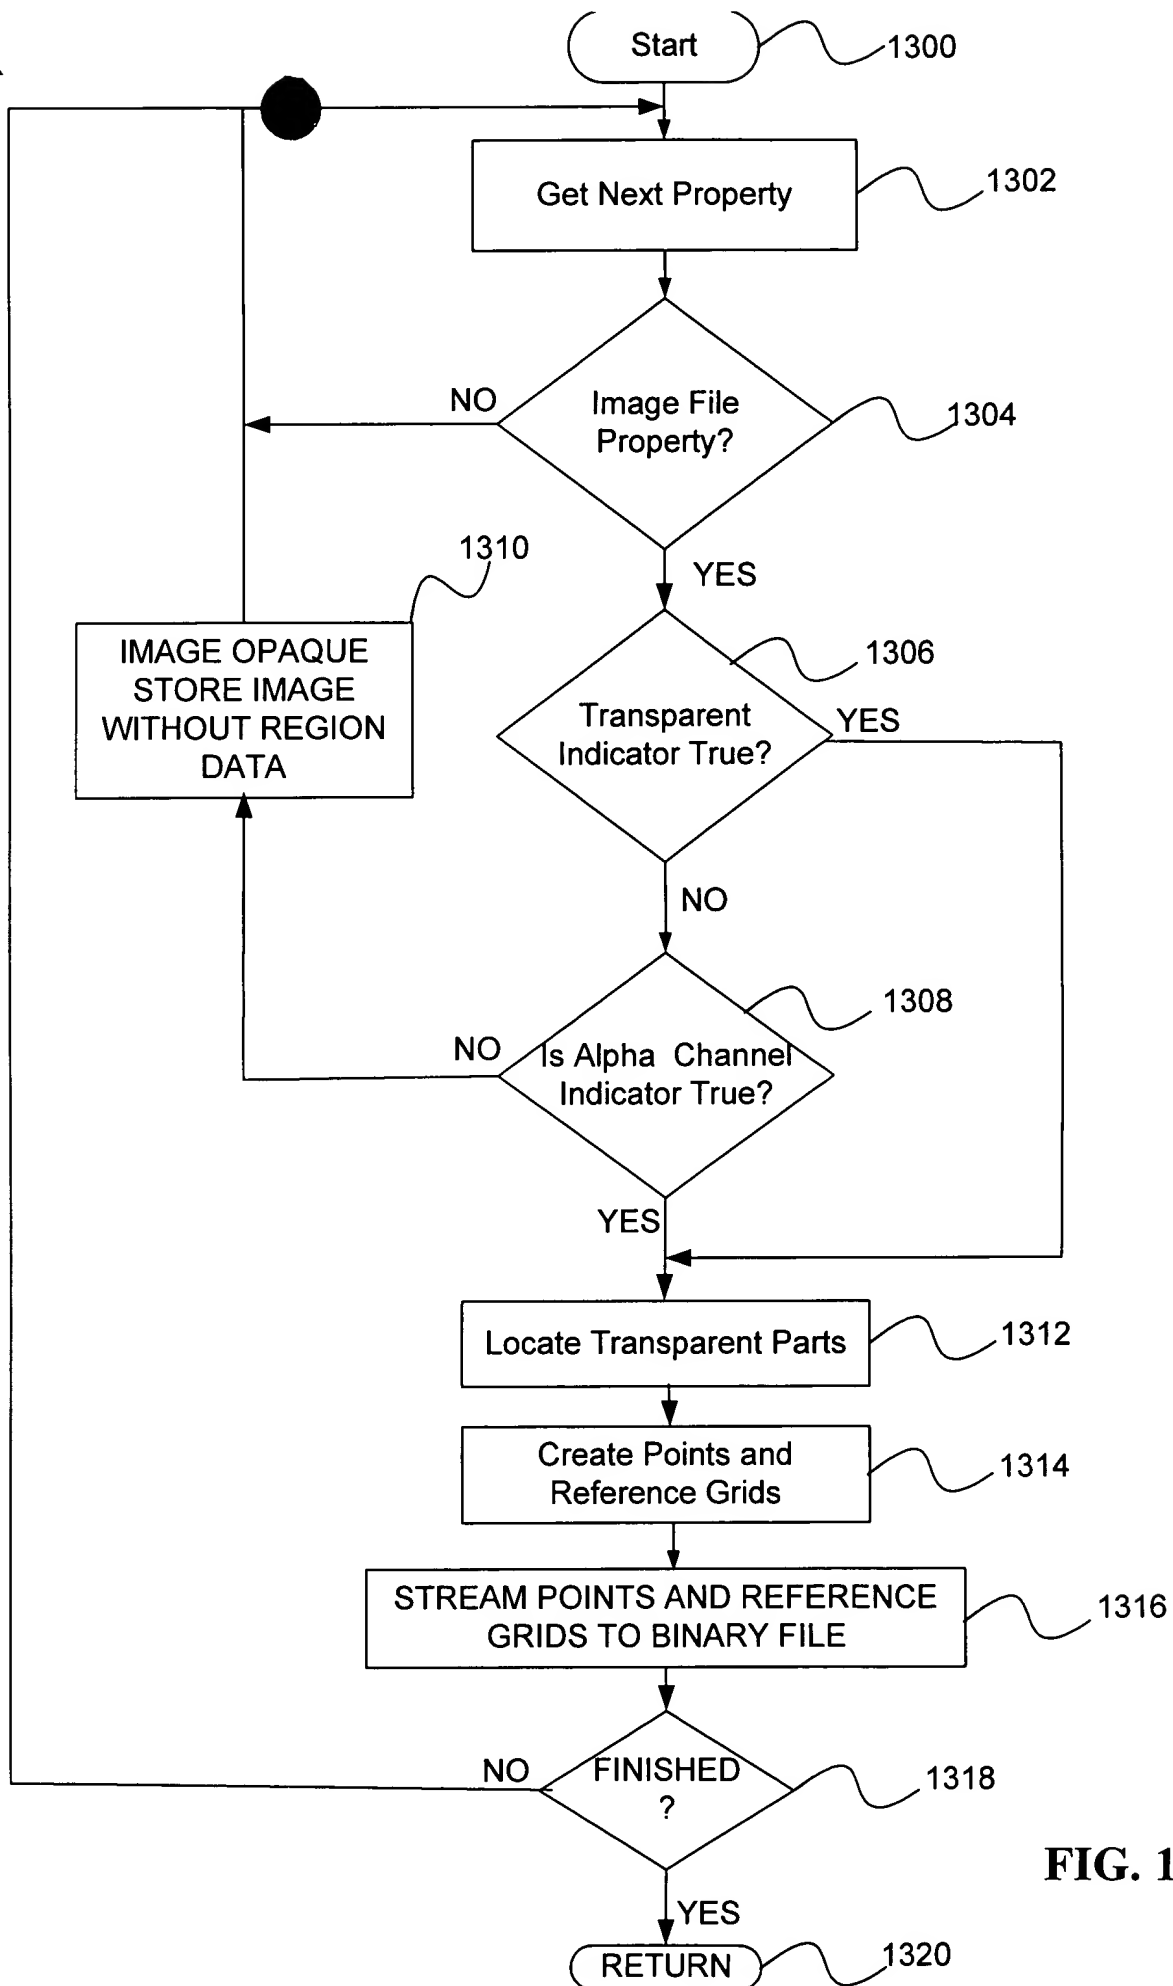 Start
1300
Get Next Property
1302
NO
Image File
Property?
1304
1310
YES
IMAGE OPAQUE
STORE IMAGE
WITHOUT REGION
DATA
1306
Transparent
Indicator True?
YES
NO
1308
NO
Is Alpha Channel
Indicator True?
YES
Locate Transparent Parts
1312
Create Points and
Reference Grids
1314
STREAM POINTS AND REFERENCE
GRIDS TO BINARY FILE
1316
NO
FINISHED
?
1318
FIG. 1
YES
RETURN
1320